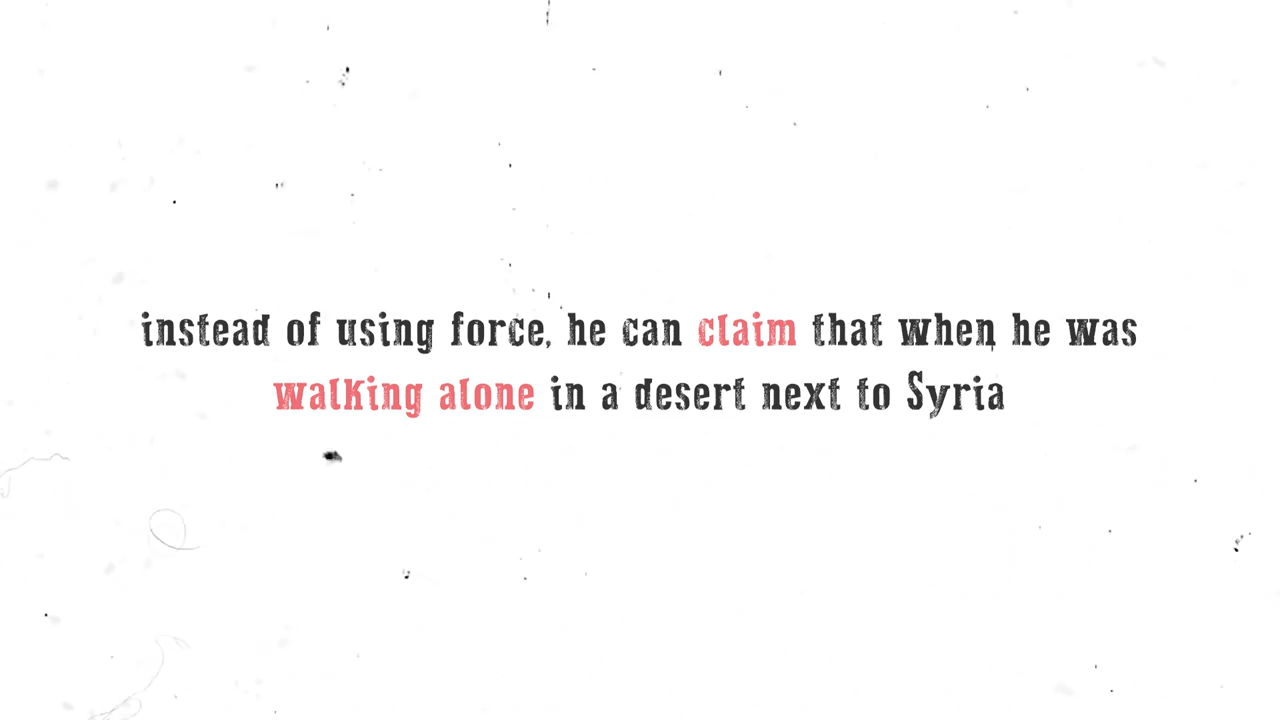 instead of using force, he can claim that when he was
walking alone in a desert next to Syria